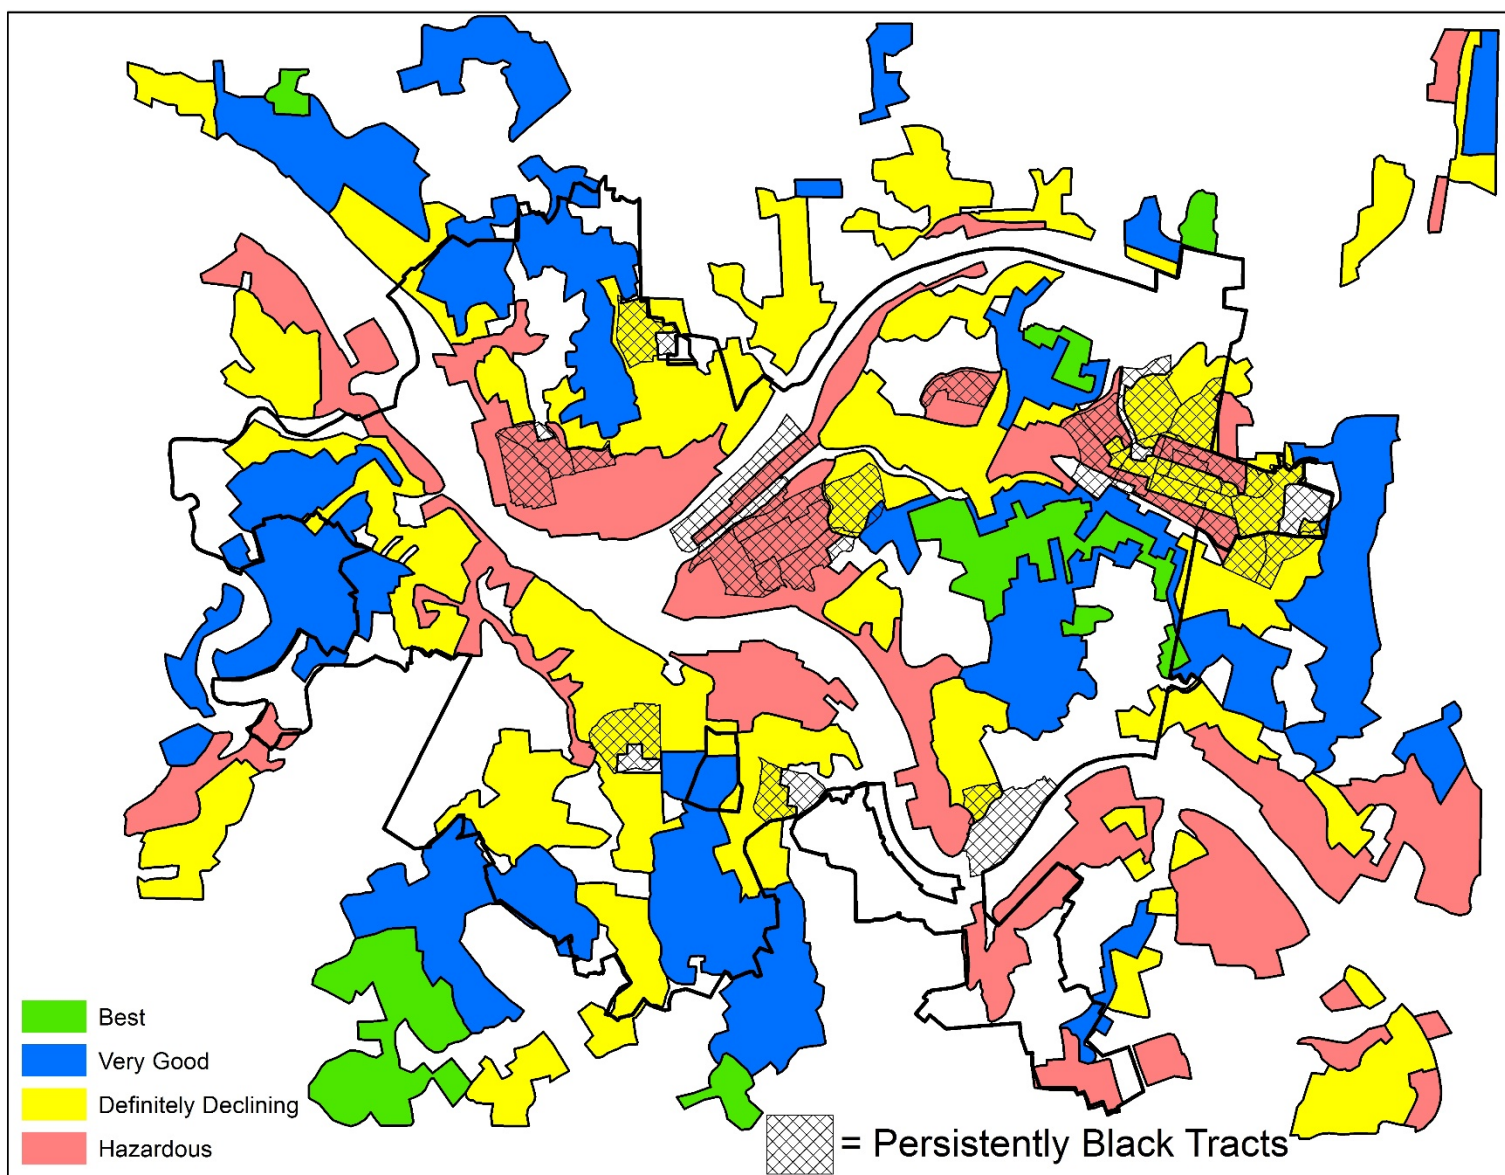 Best
Very Good
Definitely Declining
Hazardous
= Persistently Black Tracts